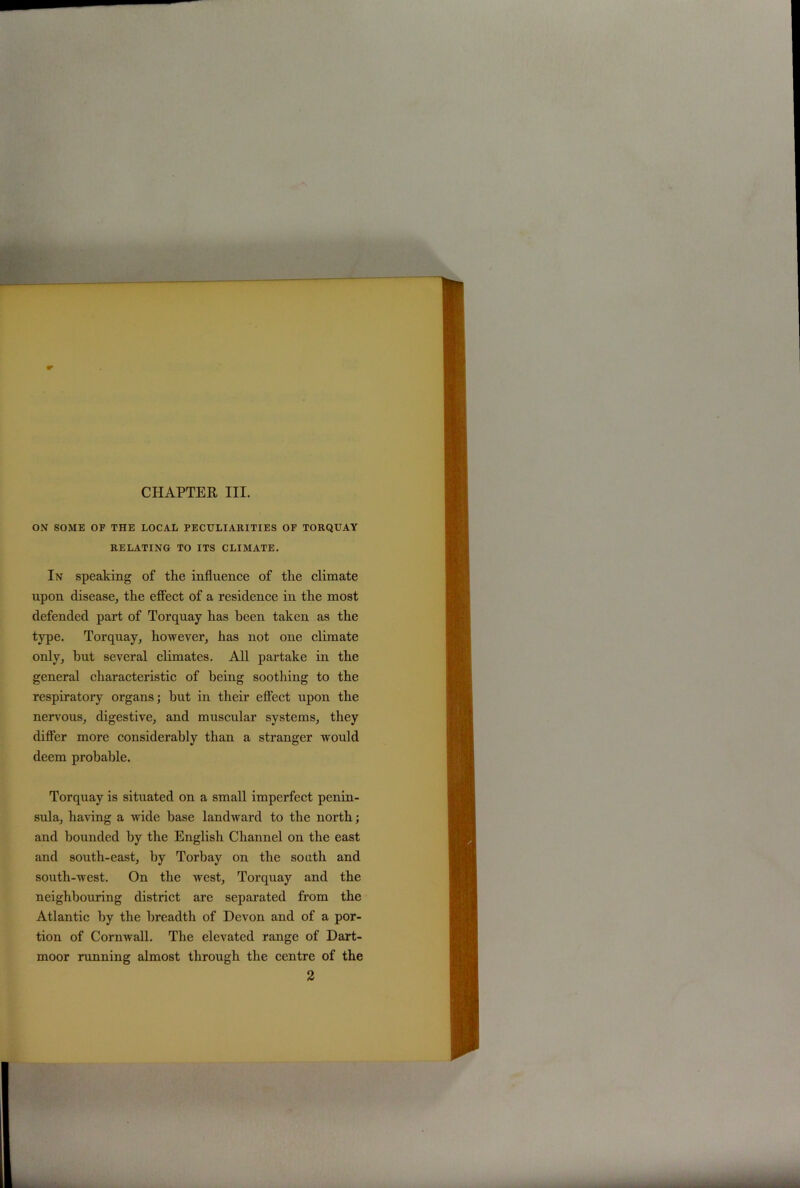 CHAPTER III.
ON SOME OF THE LOCAL PECULIARITIES OF TORQUAY
RELATING TO ITS CLIMATE.
In speaking of the influence of the climate
upon disease, the effect of a residence in the most
defended part of Torquay has been taken as the
type. Torquay, however, has not one climate
only, but several climates. All partake in the
general characteristic of being soothing to the
respiratory organs; but in their effect upon the
nervous, digestive, and muscular systems, they
differ more considerably than a stranger would
deem probable.
Torquay is situated on a small imperfect penin-
sula, having a wide base landward to the north;
and bounded by the English Channel on the east
and south-east, by Torbay on the south and
south-west. On the west, Torquay and the
neighbouring district are separated from the
Atlantic by the breadth of Devon and of a por-
tion of Cornwall. The elevated range of Dart-
moor running almost through the centre of the
2